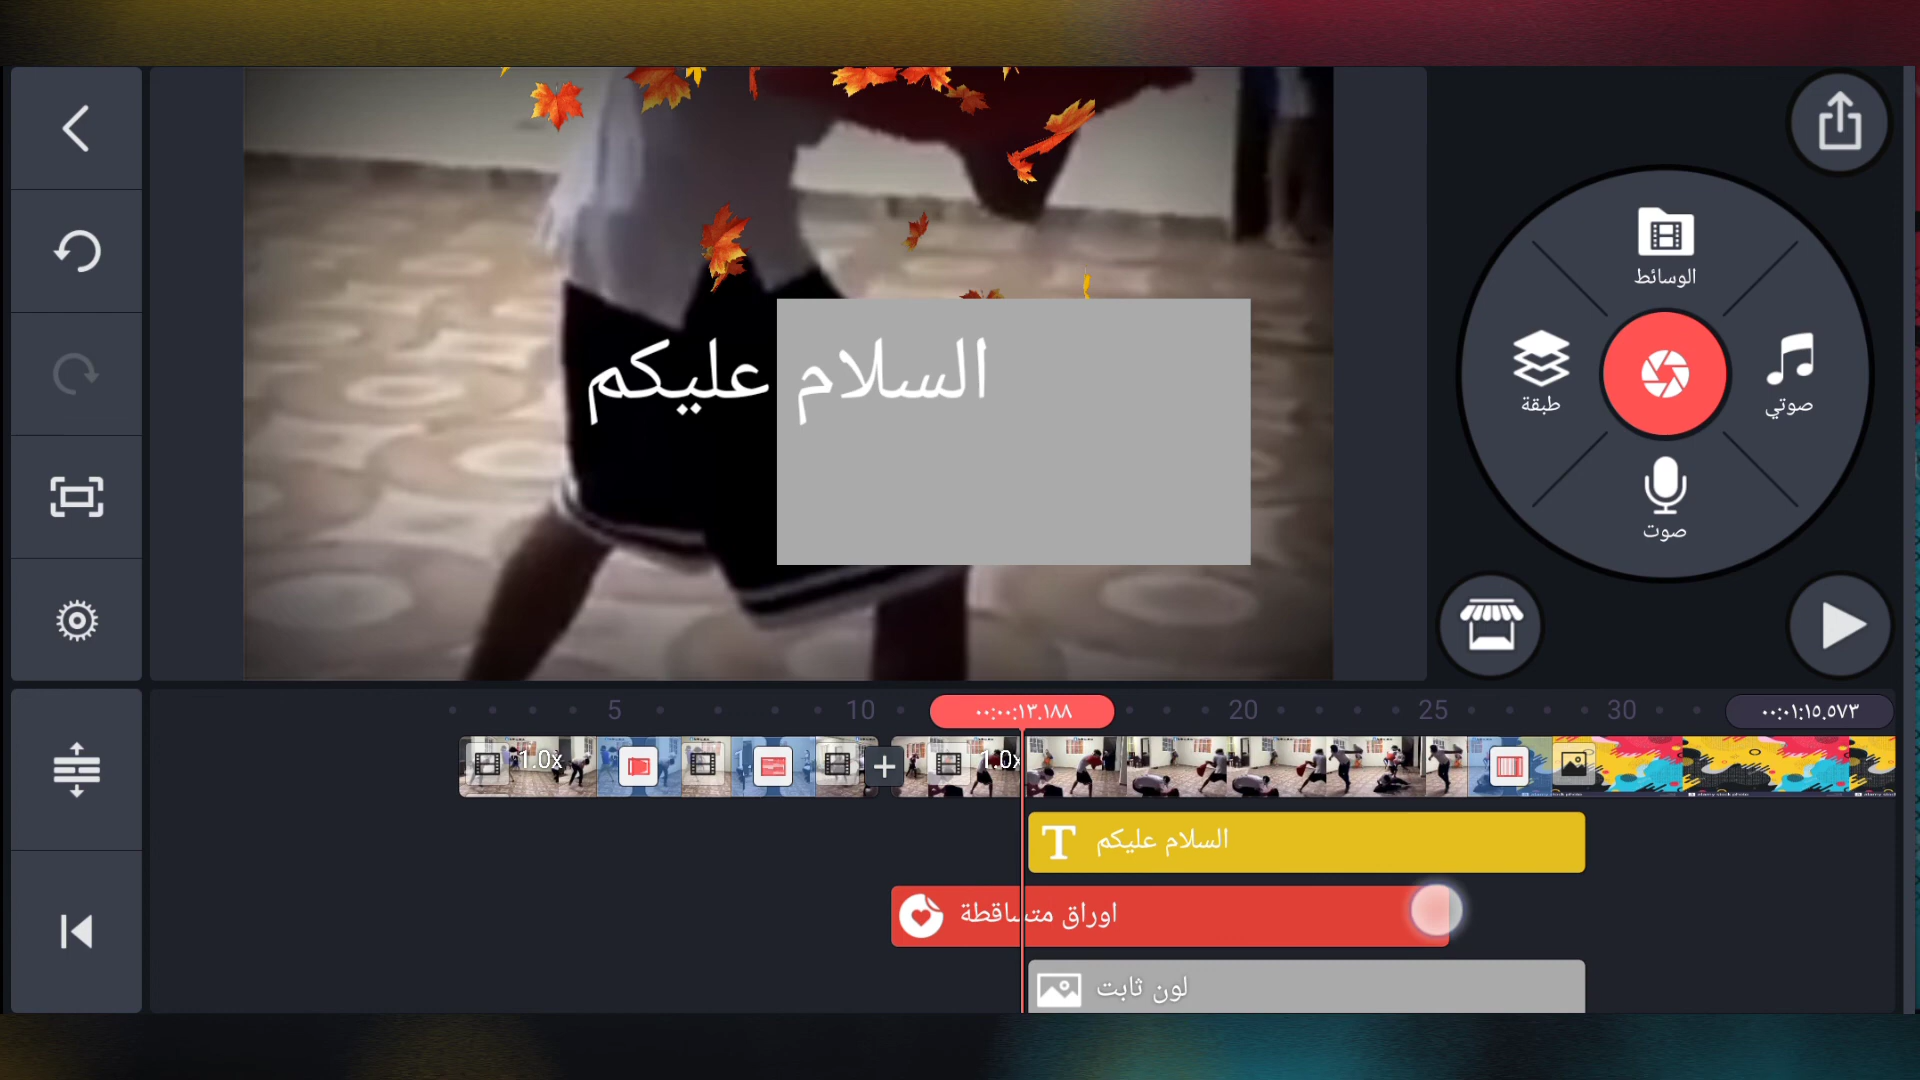 الوسائط
طبقة
صوتي
صوت
السلام عليكم
5
10
٠٠:٠٠:١٣.١٨٨
20
25
30
٠٠:٠١:١٥.٥٧٣
1.0x
1.0x
T السلام عليكم
اوراق متساقطة
لون ثابت